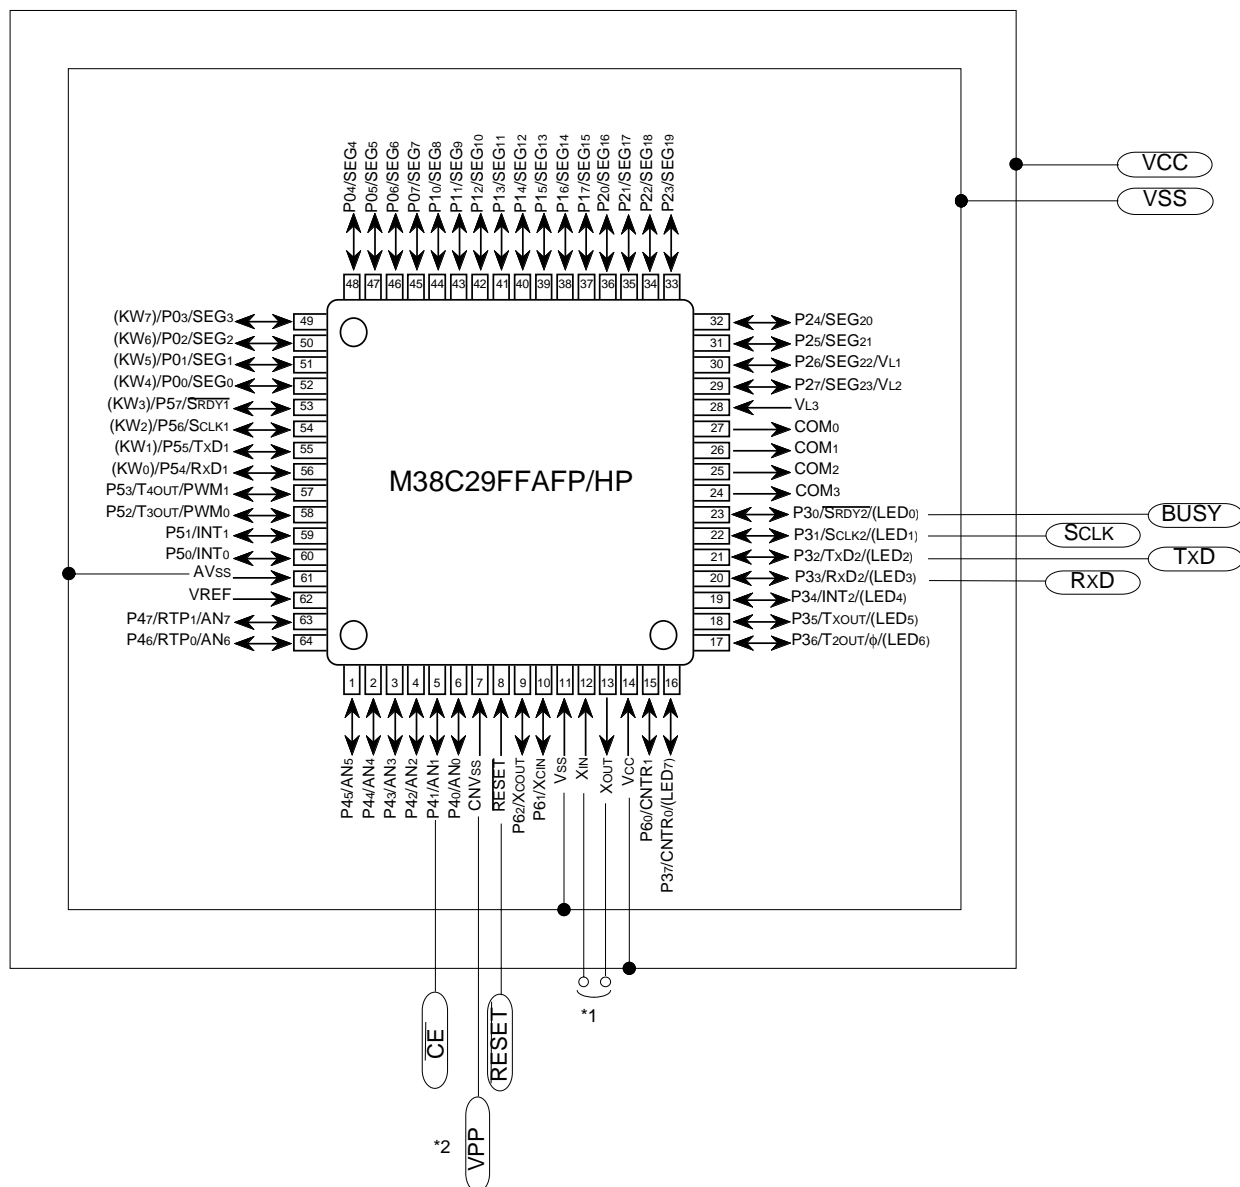 P04/SEG4
P05/SEG5
P06/SEG6
P07/SEG7
P10/SEG8
P11/SEG9
P12/SEG10
P13/SEG11
P14/SEG12
P15/SEG13
P16/SEG14
P17/SEG15
P20/SEG16
P21/SEG17
P22/SEG18
P23/SEG19
VCC
VSS
48 47 46 45 44 43 42 41 40 39 38 37 36 35 34 33
(KW7)/P03/SEG3 49
(KW6)/P02/SEG2 50
(KW5)/P01/SEG1 51
(KW4)/P00/SEG0 52
(KW3)/P57/SRDY1 53
(KW2)/P56/SCLK1 54
(KW1)/P55/TXD1 55
(KW0)/P54/RXD1 56
P53/T4OUT/PWM1 57
P52/T3OUT/PWM0 58
P51/INT1 59
P50/INT0 60
AVSS 61
VREF 62
P47/RTP1/AN7 63
P46/RTP0/AN6 64
M38C29FFAFP/HP
32 P24/SEG20
31 P25/SEG21
30 P26/SEG22/VL1
29 P27/SEG23/VL2
28 VL3
27 COM0
26 COM1
25 COM2
24 COM3
23 P30/SRDY2/(LED0) BUSY
22 P31/SCLK2/(LED1) SCLK
21 P32/TXD2/(LED2) TXD
20 P33/RXD2/(LED3) RXD
19 P34/INT2/(LED4)
18 P35/TXOUT/(LED5)
17 P36/T2OUT/ϕ/(LED6)
1 2 3 4 5 6 7 8 9 10 11 12 13 14 15 16
P45/AN5
P44/AN4
P43/AN3
P42/AN2
P41/AN1
P40/AN0
CNVSS
RESET
P62/XCOUT
P61/XCIN
VSS
XIN
XOUT
VCC
P60/CNTR1
P37/CNTR0/(LED7)
CE
RESET
*1
*2
VPP